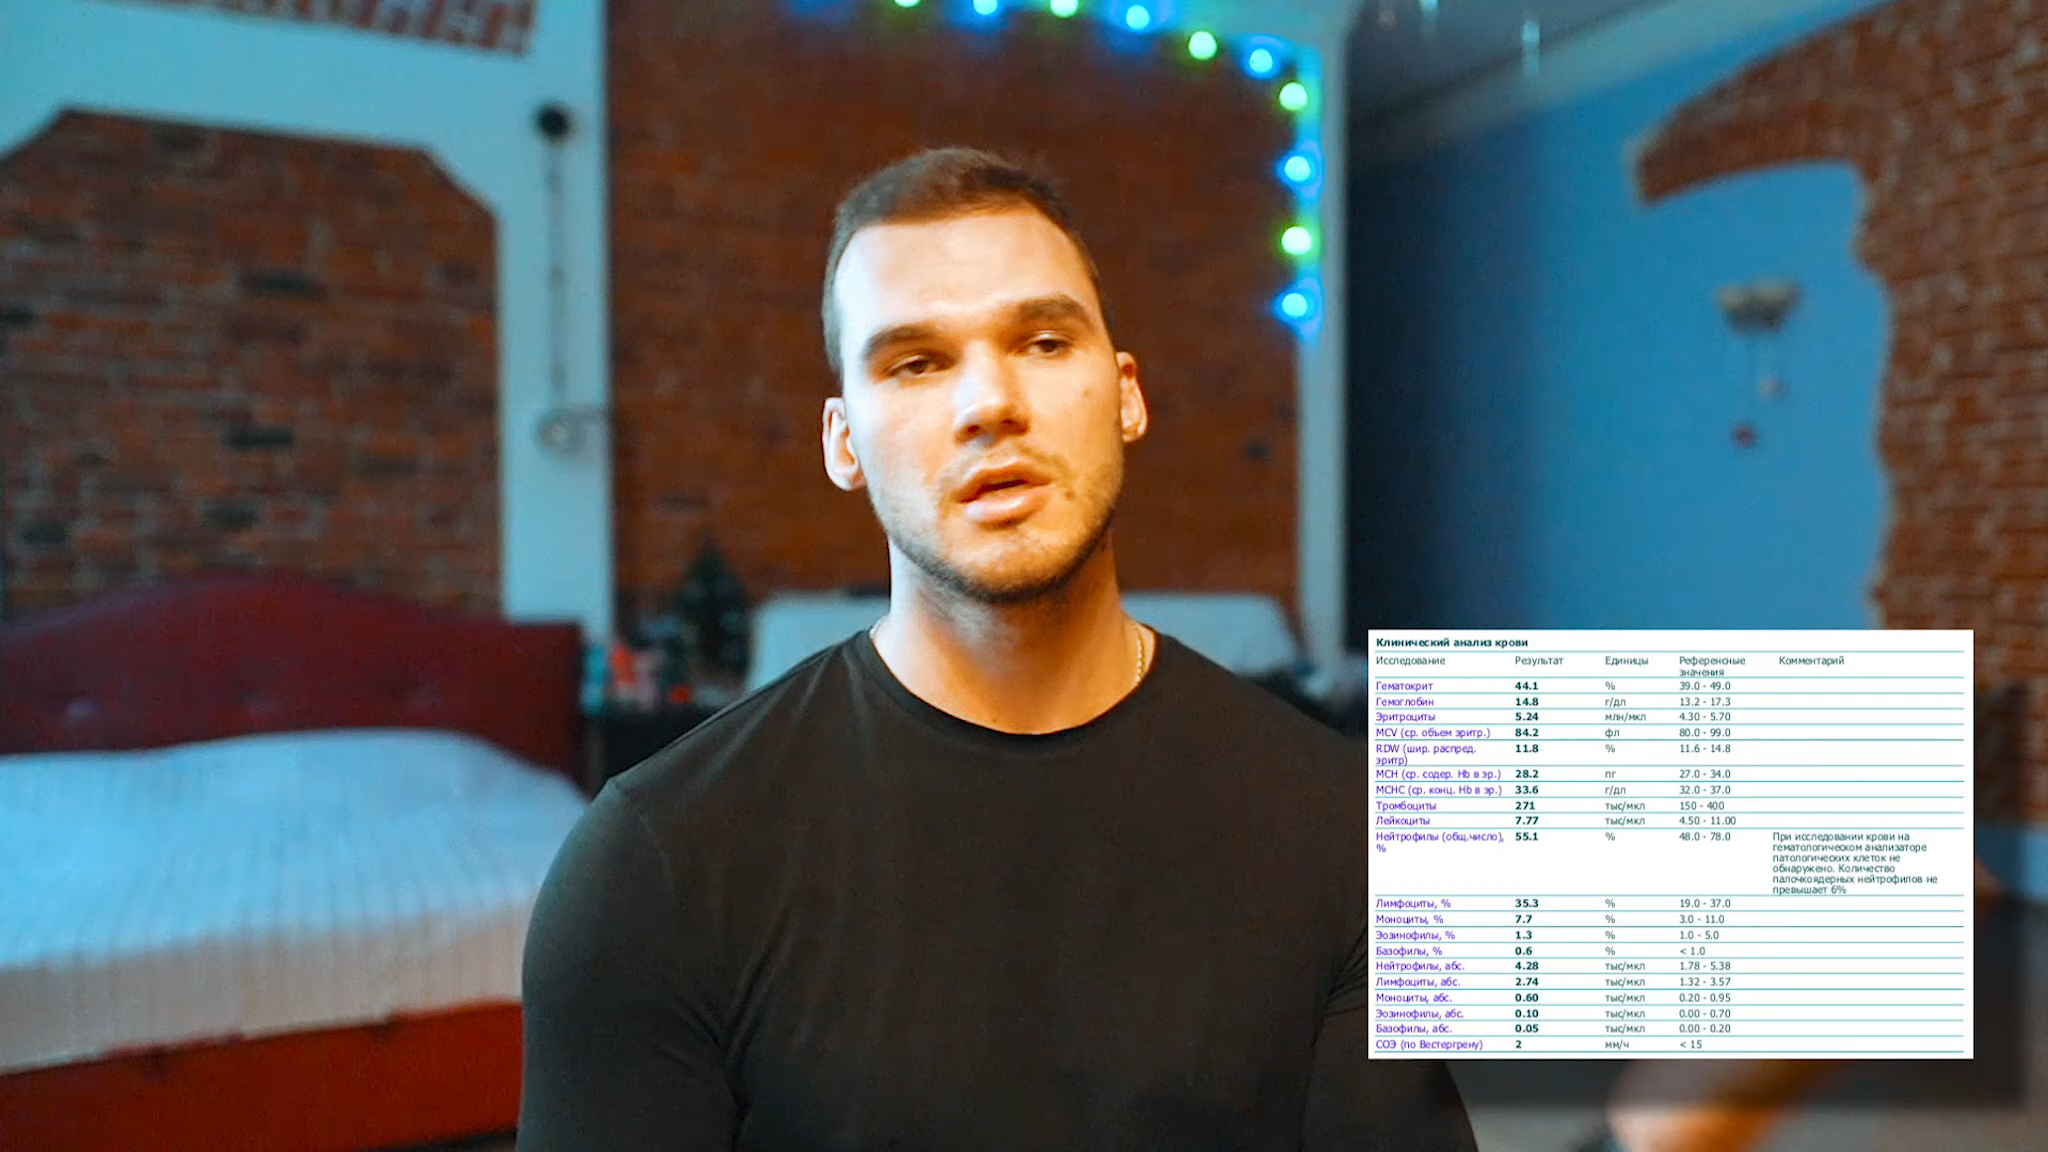 Клинический анализ крови
Исследование Результат Единицы Референсные значения Комментарий
Гематокрит 44.1 % 39.0 - 49.0
Гемоглобин 14.8 г/дл 13.2 - 17.3
Эритроциты 5.24 млн/мкл 4.30 - 5.70
MCV (ср. объем эритр.) 84.2 фл 80.0 - 99.0
RDW (шир. распред. эритр) 11.8 % 11.6 - 14.8
MCH (ср. содер. Hb в эр.) 28.2 пг 27.0 - 34.0
MCHC (ср. конц. Hb в эр.) 33.6 г/дл 32.0 - 37.0
Тромбоциты 271 тыс/мкл 150 - 400
Лейкоциты 7.77 тыс/мкл 4.50 - 11.00
Нейтрофилы (общ.число), % 55.1 % 48.0 - 78.0
При исследовании крови на
гематологическом анализаторе
патологических клеток не
обнаружено. Количество
палочкоядерных нейтрофилов не
превышает 6%
Лимфоциты, % 35.3 % 19.0 - 37.0
Моноциты, % 7.7 % 3.0 - 11.0
Эозинофилы, % 1.3 % 1.0 - 5.0
Базофилы, % 0.6 % < 1.0
Нейтрофилы, абс. 4.28 тыс/мкл 1.78 - 5.38
Лимфоциты, абс. 2.74 тыс/мкл 1.32 - 3.57
Моноциты, абс. 0.60 тыс/мкл 0.20 - 0.95
Эозинофилы, абс. 0.10 тыс/мкл 0.00 - 0.70
Базофилы, абс. 0.05 тыс/мкл 0.00 - 0.20
СОЭ (по Вестергрену) 2 мм/ч < 15